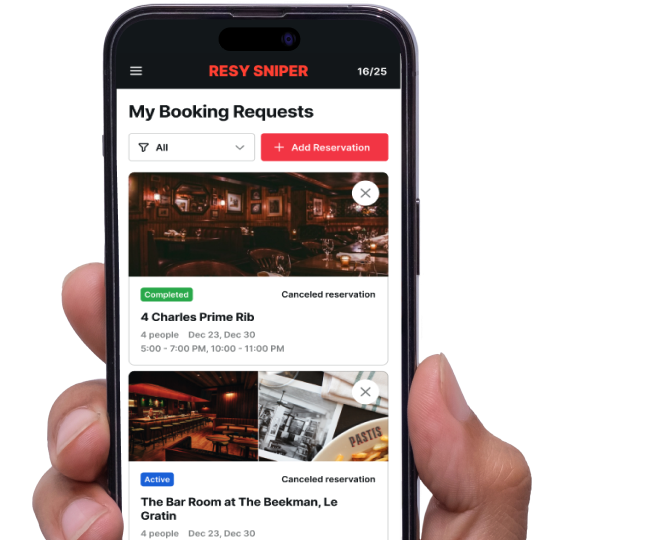 RESY SNIPER
16/25
My Booking Requests
All
Add Reservation
Completed
Canceled reservation
4 Charles Prime Rib
4 people Dec 23, Dec 30
5:00 - 7:00 PM, 10:00 - 11:00 PM
PASTIS
Active
Canceled reservation
The Bar Room at The Beekman, Le
Gratin
4 people Dec 23, Dec 30